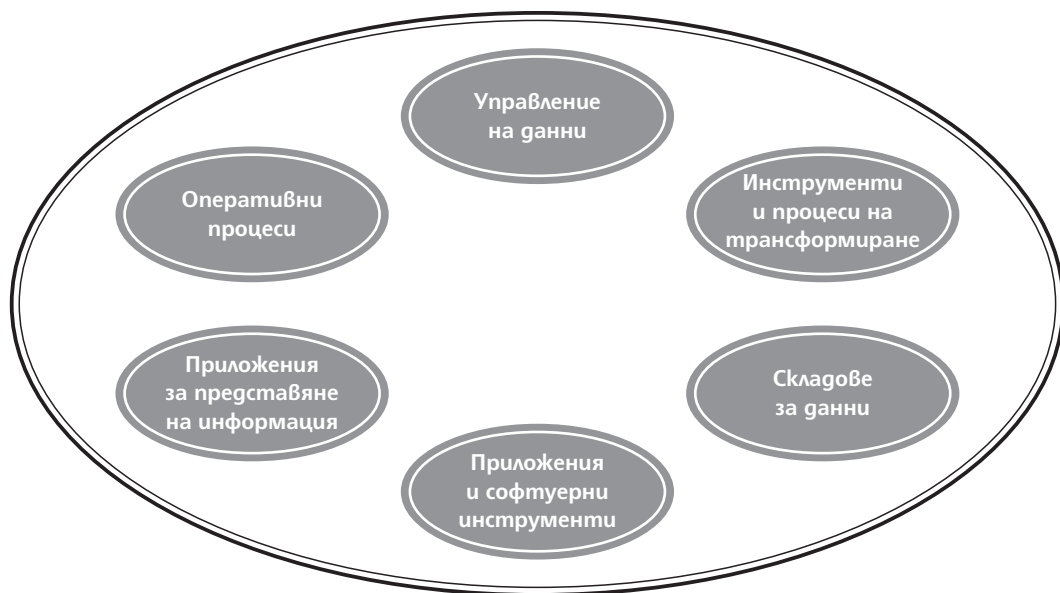 Управление
на данни
Оперативни
процеси
Инструменти
и процеси на
трансформиране
Приложения
за представяне
на информация
Складове
за данни
Приложения
и софтуерни
инструменти